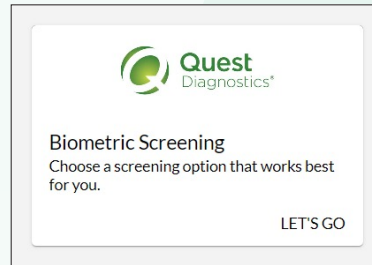 Quest
Diagnostics®
Biometric Screening
Choose a screening option that works best
for you.
LET'S GO